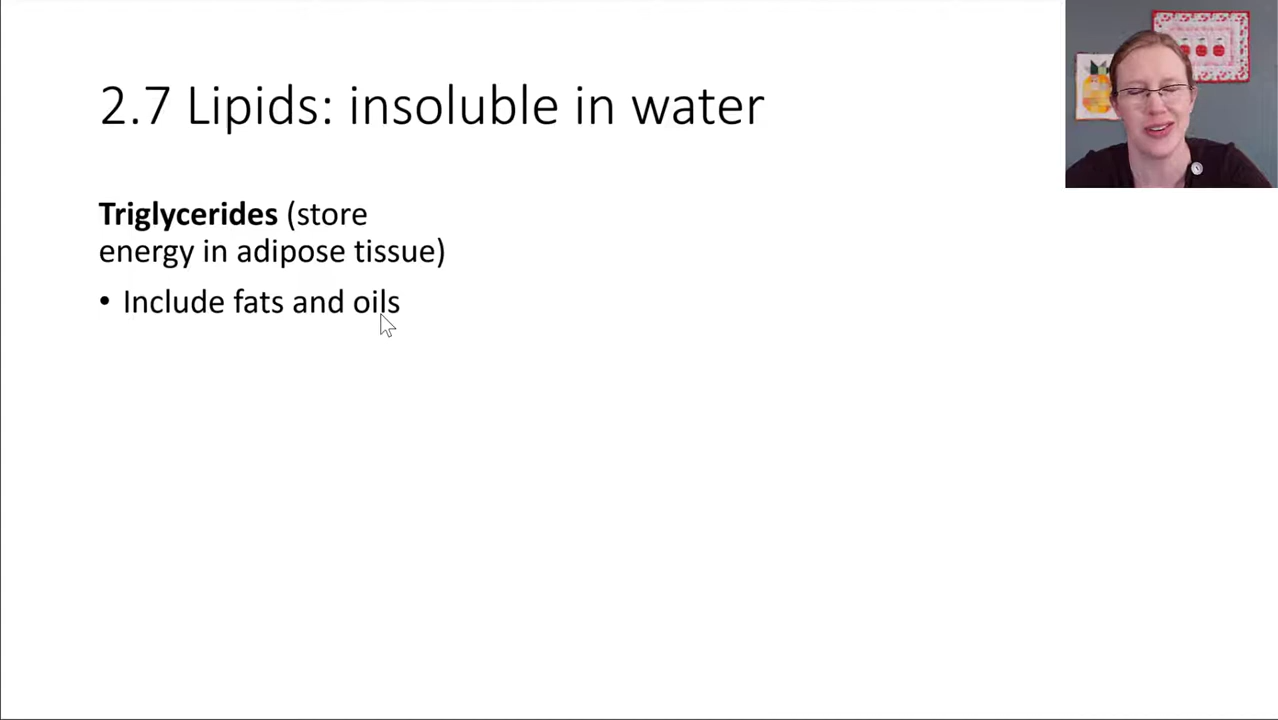 2.7 Lipids: insoluble in water
Triglycerides (store
energy in adipose tissue)
• Include fats and oils